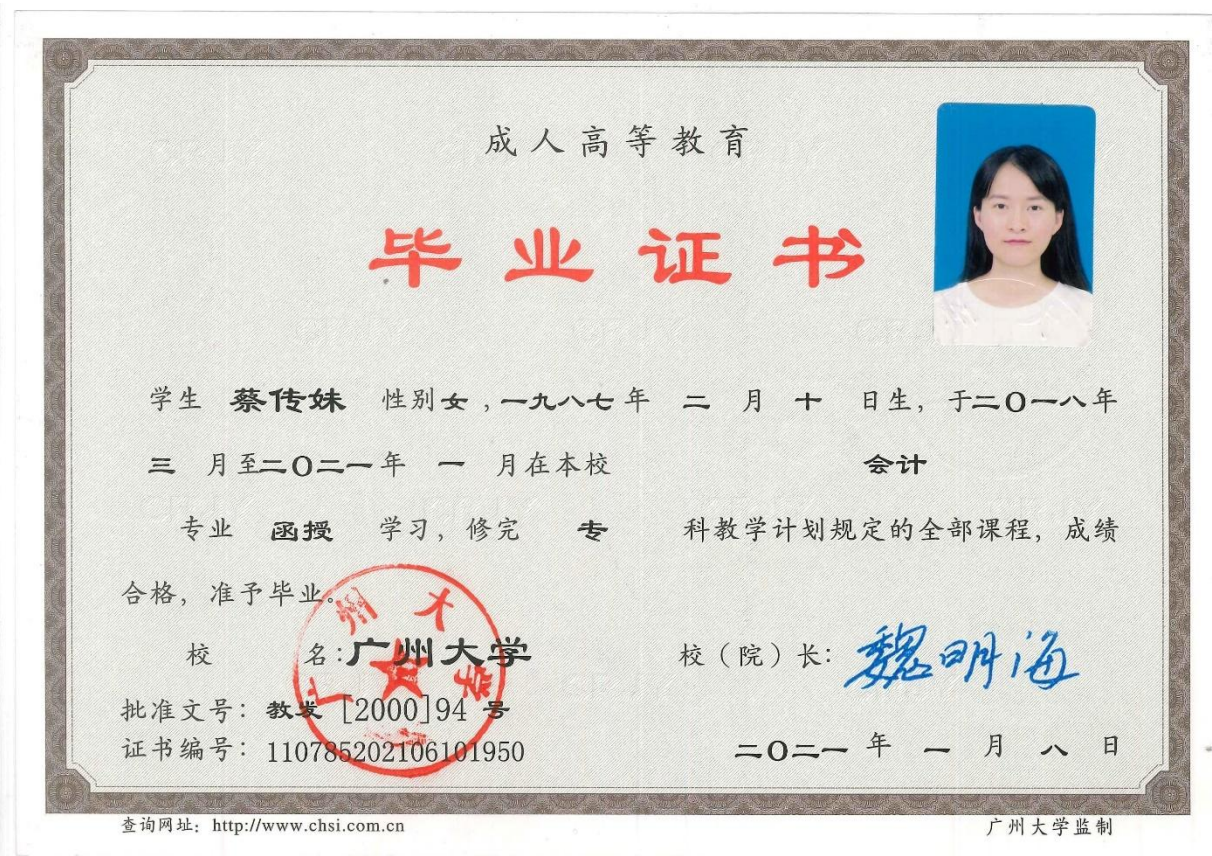 成人高等教育
毕业证书
学生 蔡传妹 性别女,一九八七年 二 月 十 日生, 于二〇一八年
三 月至二〇二一年 一 月在本校 会计
专业 函授 学习, 修完 专 科教学计划规定的全部课程, 成绩
合格, 准予毕业。
广州大学
校 名:广州大学 校（院）长: 魏明海
批准文号: 教发 [2000]94 号
证书编号: 110785202106101950 二〇二一 年 一 月 八 日
查询网址: http://www.chsi.com.cn 广州大学监制